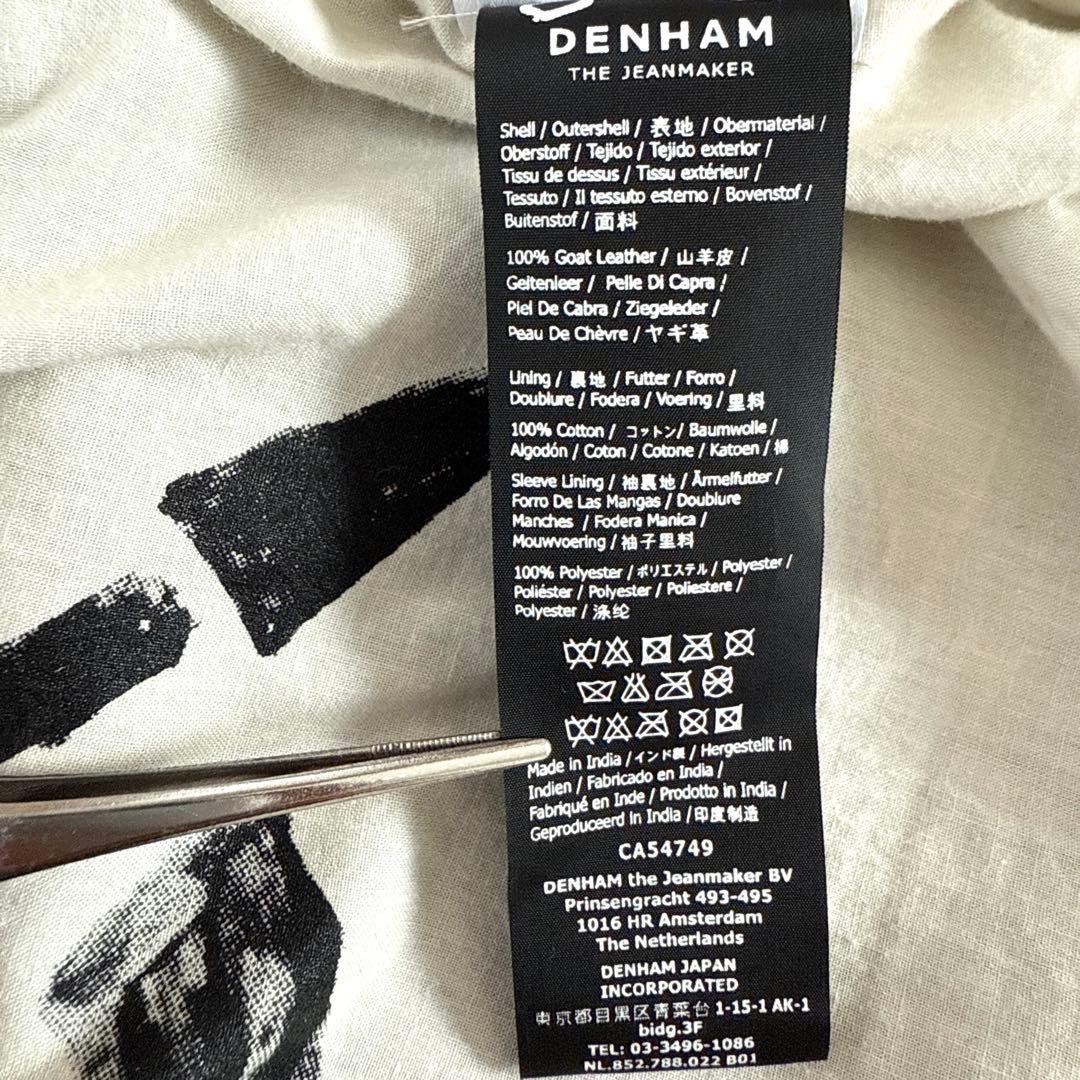 DENHAM
THE JEANMAKER
Shell / Outershell / 表地 / Obermaterial /
Oberstoff / Tejido / Tejido exterior /
Tissu de dessus / Tissu extérieur /
Tessuto / Il tessuto esterno / Bovenstof /
Buitenstof / 面料
100% Goat Leather / 山羊皮 /
Geitenleer / Pelle Di Capra /
Piel De Cabra / Ziegeleder /
Peau De Chèvre / ヤギ革
Lining / 裏地 / Futter / Forro /
Doublure / Fodera / Voering / 里料
100% Cotton / コットン/ Baumwolle /
Algodón / Coton / Cotone / Katoen / 棉
Sleeve Lining / 袖裏地 / Ärmelfutter /
Forro De Las Mangas / Doublure
Manches / Fodera Manica /
Mouwvoering / 袖子里料
100% Polyester / ポリエステル / Polyester /
Poliéster / Polyester / Poliestere /
Polyester / 涤纶
Made in India / インド製 / Hergestellt in
Indien / Fabricado en India /
Fabriqué en Inde / Prodotto in India /
Geproduceerd in India /印度制造
CA54749
DENHAM the Jeanmaker BV
Prinsengracht 493-495
1016 HR Amsterdam
The Netherlands
DENHAM JAPAN
INCORPORATED
東京都目黒区青葉台 1-15-1 AK-1
bidg.3F
TEL: 03-3496-1086
NL.852.788.022 B01